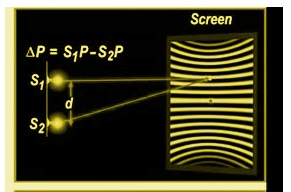 Screen
ΔP = S₁P-S₂P
S₁
d
S₂